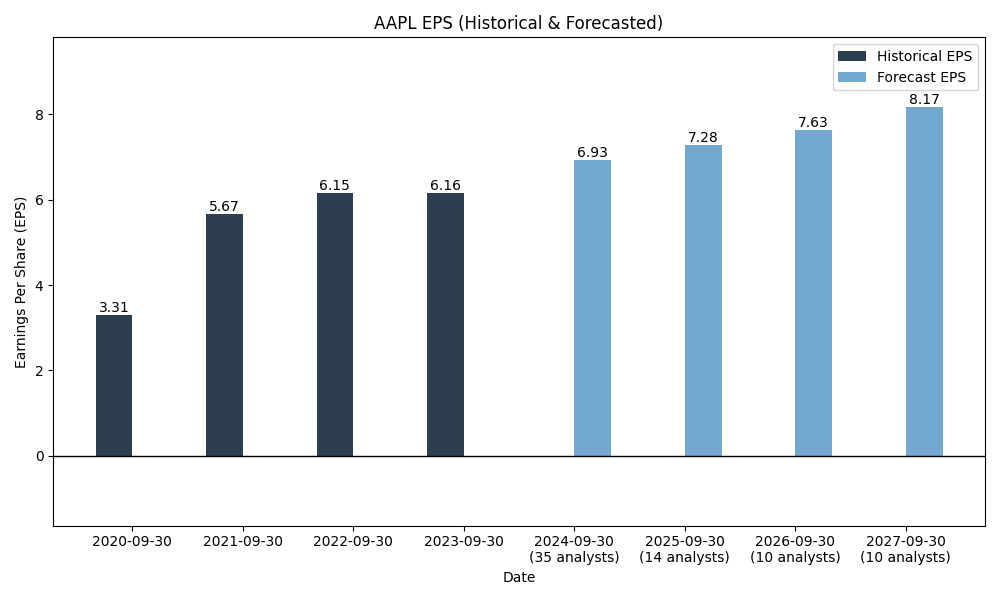 AAPL EPS (Historical & Forecasted)
Historical EPS
Forecast EPS
Earnings Per Share (EPS)
8
6
4
2
0
3.31
5.67
6.15
6.16
6.93
7.28
7.63
8.17
2020-09-30
2021-09-30
2022-09-30
2023-09-30
2024-09-30
(35 analysts)
2025-09-30
(14 analysts)
2026-09-30
(10 analysts)
2027-09-30
(10 analysts)
Date